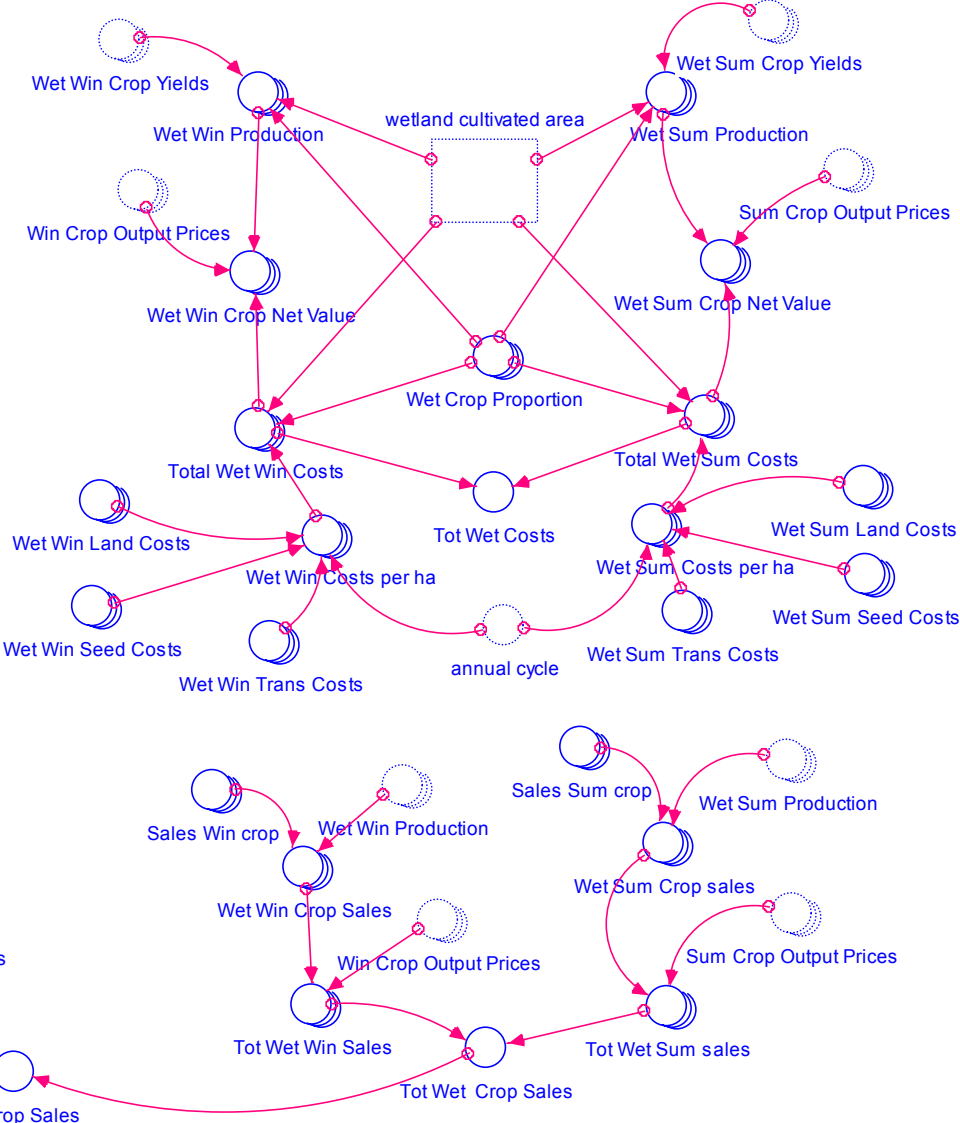 Wet Win Crop Yields
Wet Sum Crop Yields
wetland cultivated area
Wet Win Production
Wet Sum Production
Sum Crop Output Prices
Win Crop Output Prices
Wet Win Crop Net Value
Wet Sum Crop Net Value
Wet Crop Proportion
Total Wet Win Costs
Total Wet Sum Costs
Tot Wet Costs
Wet Win Land Costs
Wet Sum Land Costs
Wet Win Costs per ha
Wet Sum Costs per ha
Wet Win Seed Costs
Wet Sum Seed Costs
Wet Win Trans Costs
annual cycle
Wet Sum Trans Costs
Sales Sum crop
Wet Sum Production
Sales Win crop
Wet Win Production
Wet Sum Crop sales
Wet Win Crop Sales
Win Crop Output Prices
Sum Crop Output Prices
s
Tot Wet Win Sales
Tot Wet Sum sales
Tot Wet Crop Sales
rop Sales